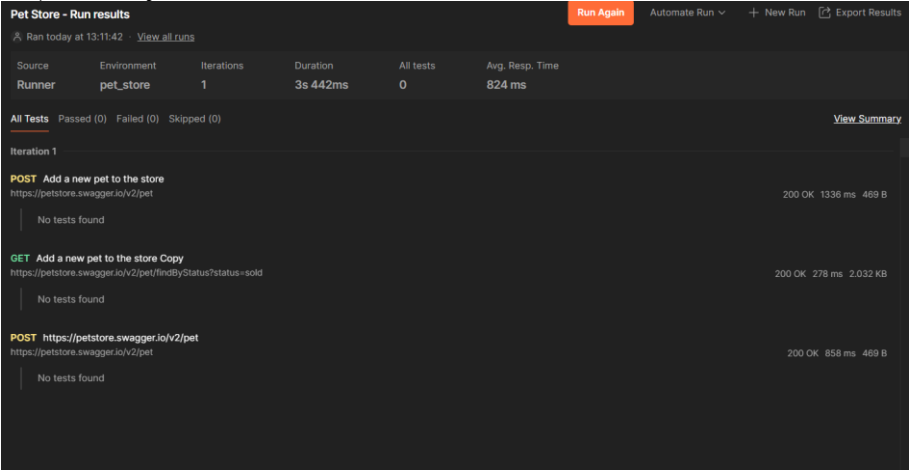 Pet Store - Run results
Run Again
Automate Run
+ New Run
Export Results
Ran today at 13:11:42 · View all runs
Source Environment Iterations Duration All tests Avg. Resp. Time
Runner pet_store 1 3s 442ms 0 824 ms
All Tests Passed (0) Failed (0) Skipped (0) View Summary
Iteration 1
POST Add a new pet to the store
https://petstore.swagger.io/v2/pet 200 OK 1336 ms 469 B
No tests found
GET Add a new pet to the store Copy
https://petstore.swagger.io/v2/pet/findByStatus?status=sold 200 OK 278 ms 2.032 KB
No tests found
POST https://petstore.swagger.io/v2/pet
https://petstore.swagger.io/v2/pet 200 OK 858 ms 469 B
No tests found